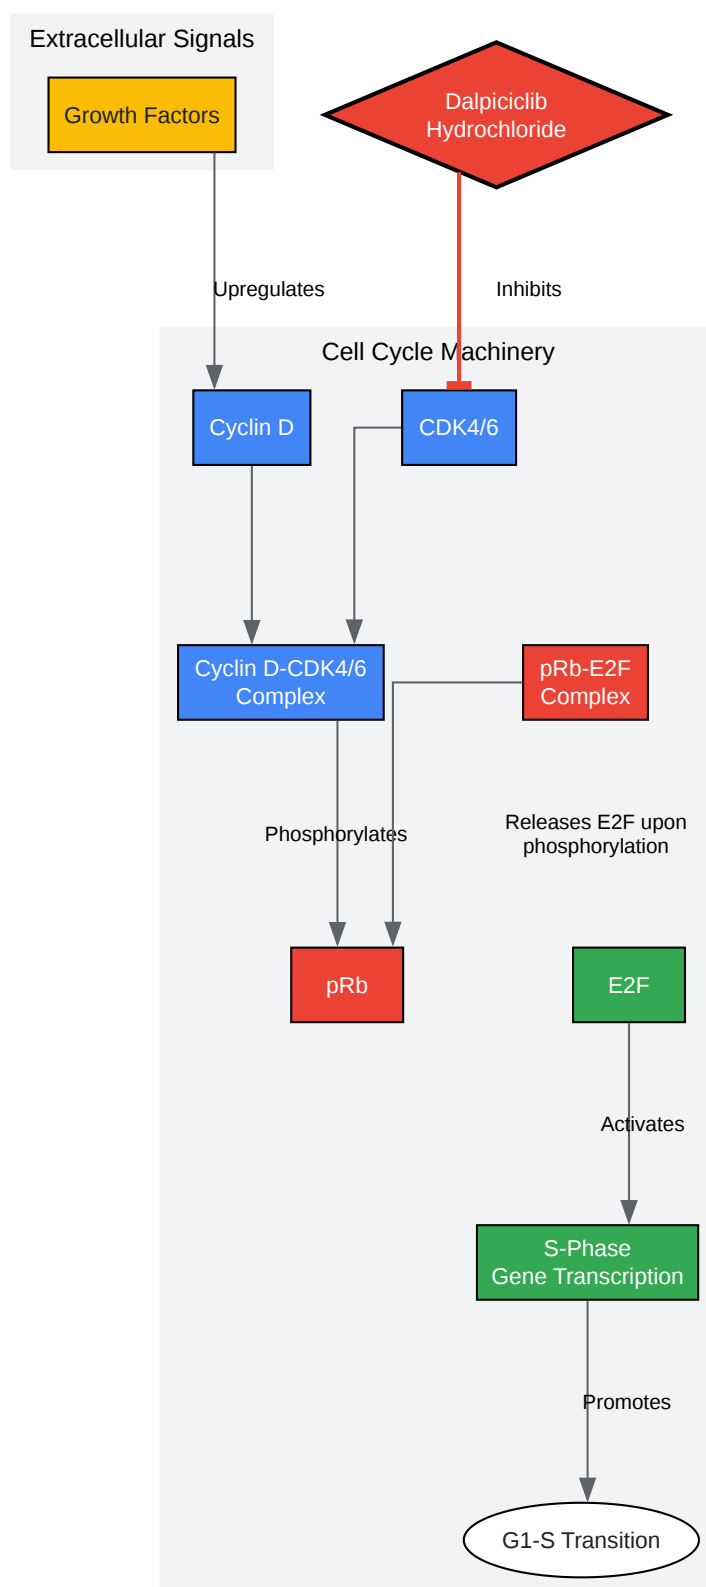 Extracellular Signals
Growth Factors
Dalpiciclib
Hydrochloride
Upregulates
Inhibits
Cell Cycle Machinery
Cyclin D
CDK4/6
Cyclin D-CDK4/6
Complex
pRb-E2F
Complex
Phosphorylates
Releases E2F upon
phosphorylation
pRb
E2F
Activates
S-Phase
Gene Transcription
Promotes
G1-S Transition